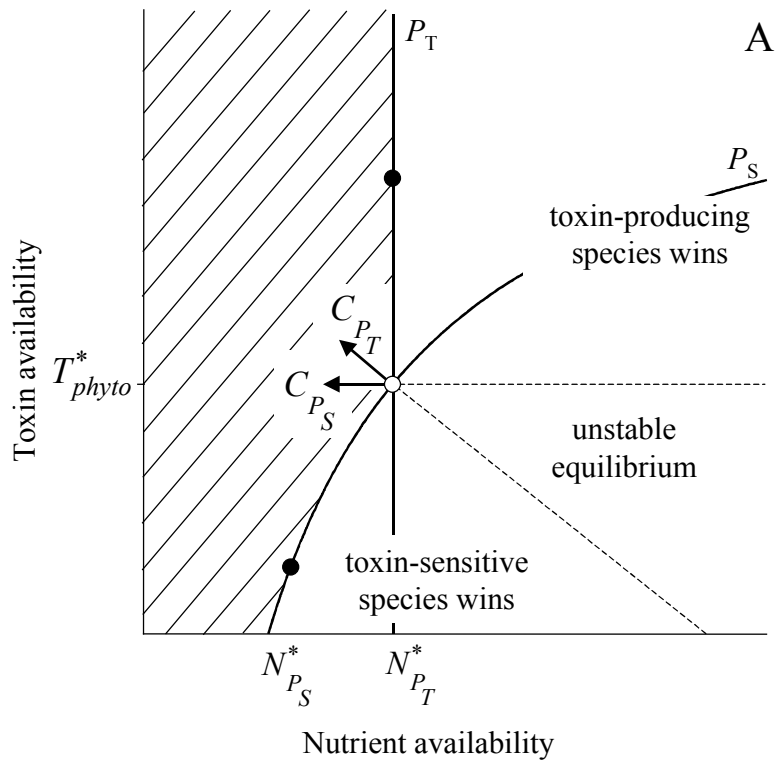 P_T
A
P_S
toxin-producing
species wins
C_{P_T}
T^*_{phyto}
C_{P_S}
unstable
equilibrium
toxin-sensitive
species wins
Toxin availability
N^*_{P_S}
N^*_{P_T}
Nutrient availability